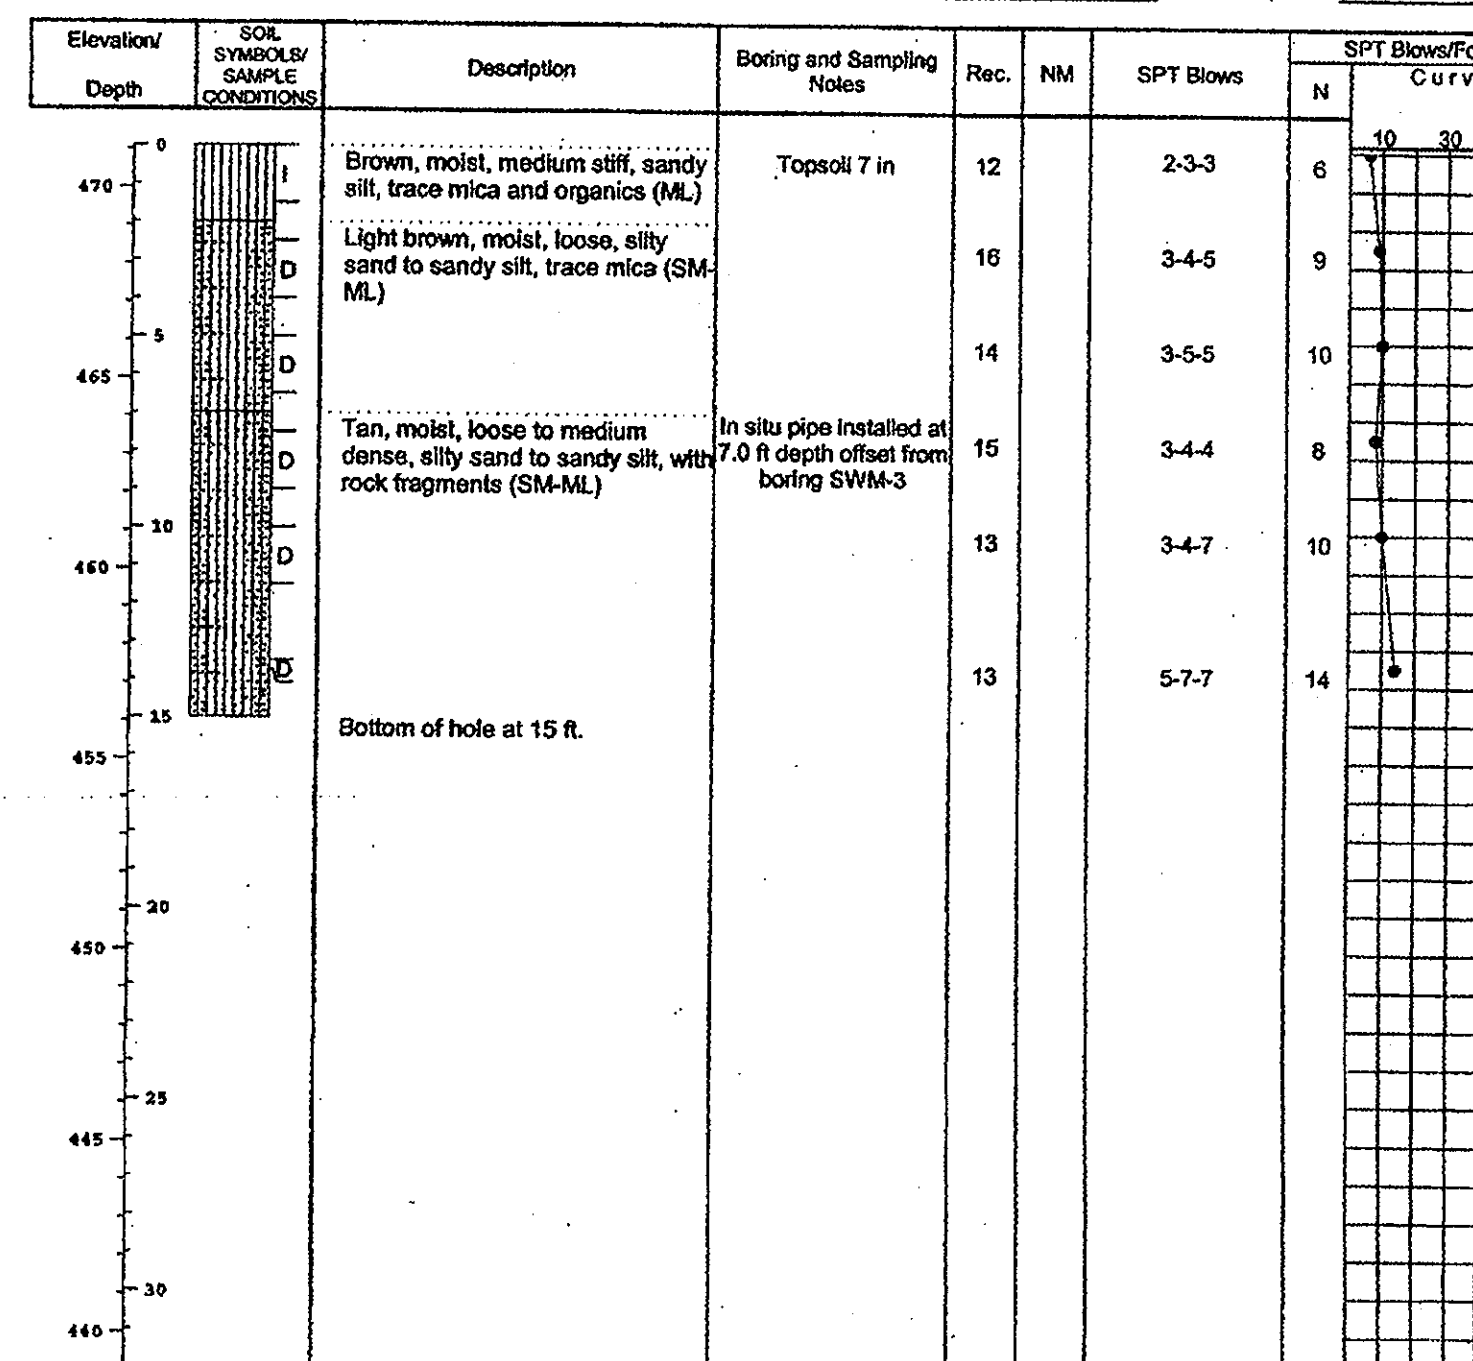 Elevation/
Depth
SOIL
SYMBOLS/
SAMPLE
CONDITIONS
Description
Boring and Sampling
Notes
Rec.
NM
SPT Blows
SPT Blows/Fo
N
Curv
10 30
0
470
Brown, moist, medium stiff, sandy
silt, trace mica and organics (ML)
Topsoil 7 in
I
12
2-3-3
6
Light brown, moist, loose, silty
sand to sandy silt, trace mica (SM-
ML)
D
16
3-4-5
9
5
465
D
14
3-5-5
10
Tan, moist, loose to medium
dense, silty sand to sandy silt, with
rock fragments (SM-ML)
In situ pipe installed at
7.0 ft depth offset from
boring SWM-3
D
15
3-4-4
8
10
460
D
13
3-4-7
10
D
13
5-7-7
14
15
Bottom of hole at 15 ft.
455
20
450
25
445
30
440